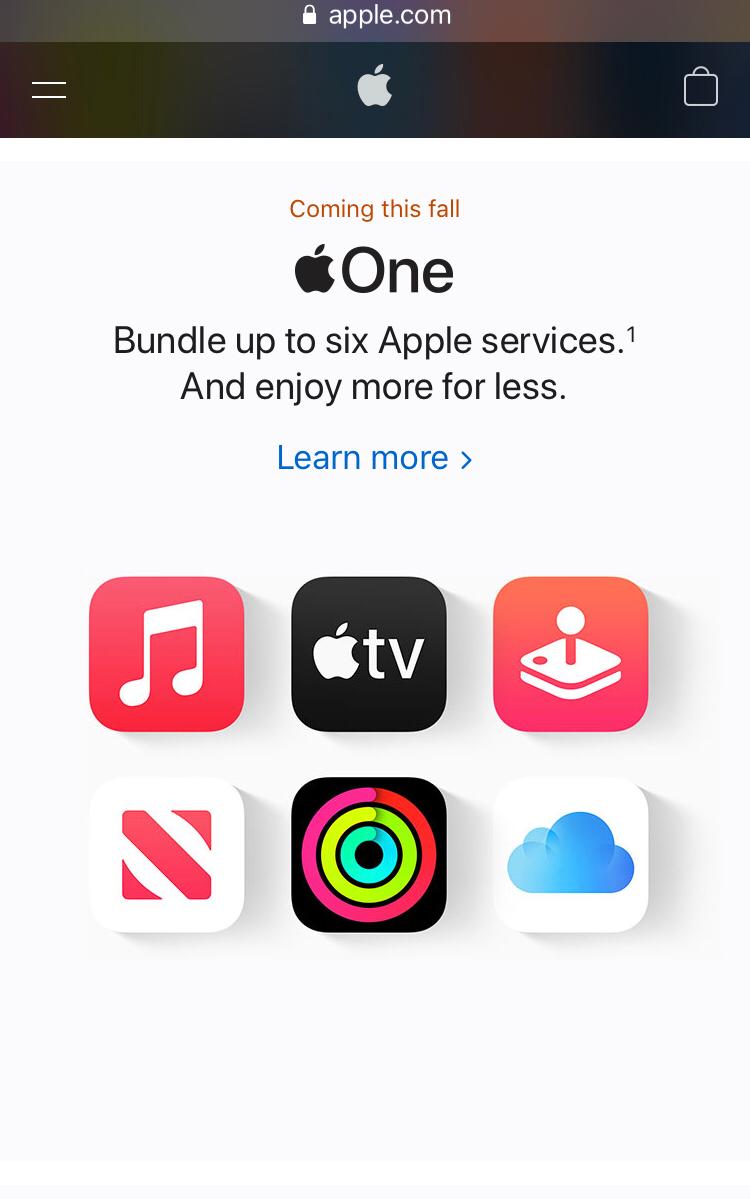 apple.com
Coming this fall
One
Bundle up to six Apple services.¹
And enjoy more for less.
Learn more >
tv